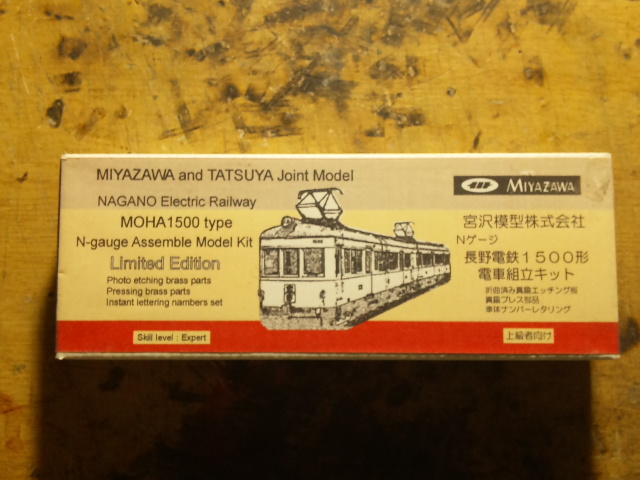 MIYAZAWA and TATSUYA Joint Model
NAGANO Electric Railway
MOHA1500 type
N-gauge Assemble Model Kit
Limited Edition
Photo etching brass parts
Pressing brass parts
Instant lettering nambers set
Skill level : Expert
MIYAZAWA
宮沢模型株式会社
Nゲージ
長野電鉄1500形
電車組立キット
折曲済み真鍮エッチング板
真鍮プレス部品
車体ナンバーレタリング
上級者向け